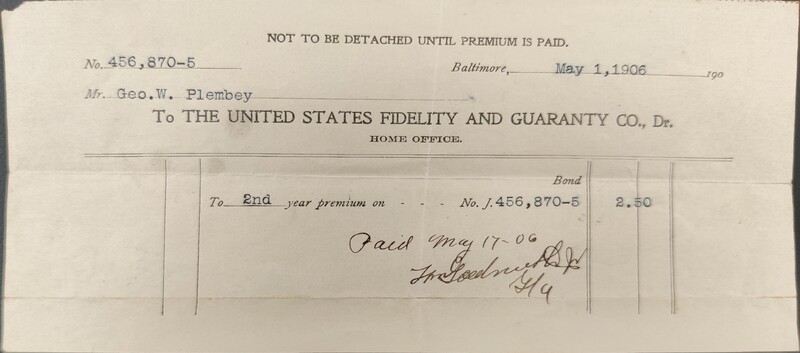 NOT TO BE DETACHED UNTIL PREMIUM IS PAID.
No. 456,870-5 Baltimore, May 1,1906 190
Mr. Geo.W. Plembey
To THE UNITED STATES FIDELITY AND GUARANTY CO., Dr.
HOME OFFICE.
Bond
To 2nd year premium on - - - No. J. 456,870-5 2.50
Paid May 17-06